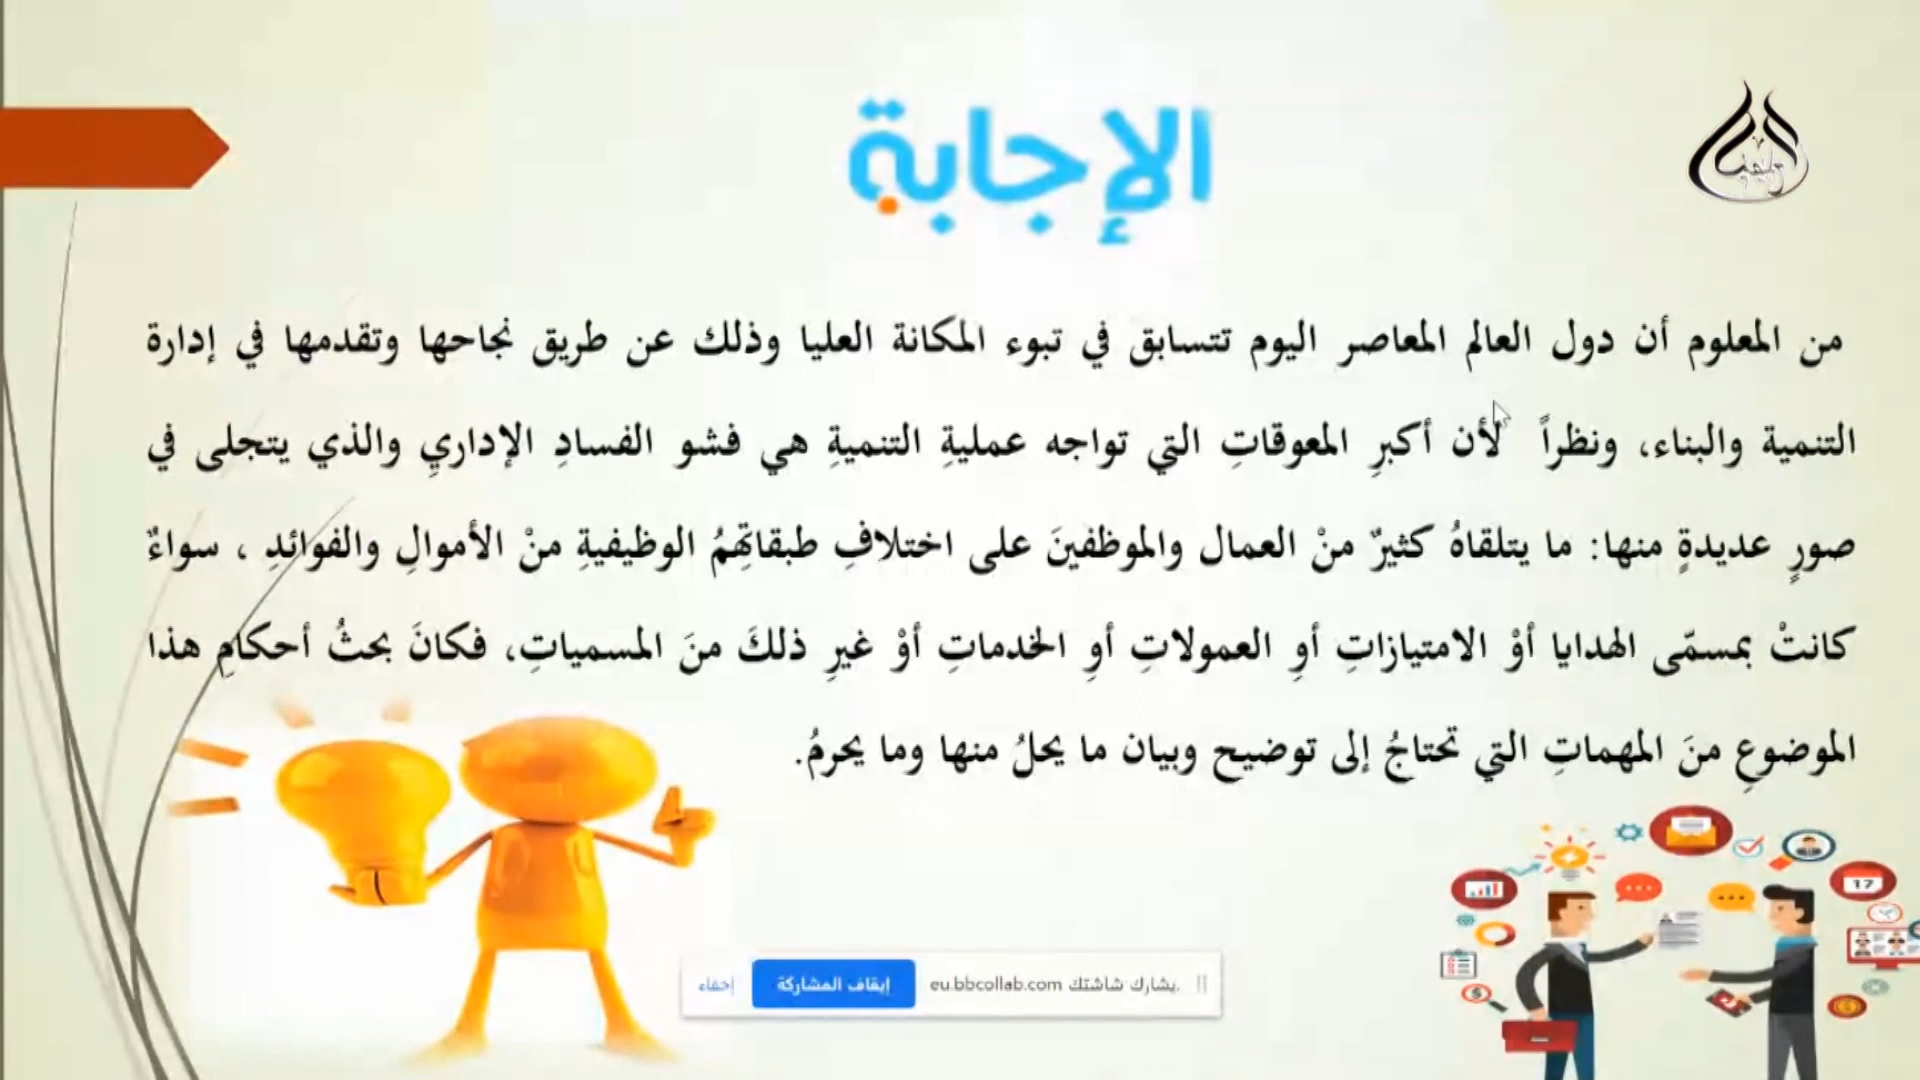 الإجابة
من المعلوم أن دول العالم المعاصر اليوم تتسابق في تبوء المكانة العليا وذلك عن طريق نجاحها وتقدمها في إدارة
التنمية والبناء، ونظراً لأن أكبرِ المعوقاتِ التي تواجه عمليةِ التنميةِ هي فشو الفسادِ الإداريِ والذي يتجلى في
صورٍ عديدةٍ منها: ما يتلقاهُ كثيرٌ منْ العمال والموظفينَ على اختلافِ طبقاتِهمُ الوظيفيةِ منْ الأموالِ والفوائدِ ، سواءٌ
كانتْ بمسمّى الهدايا أوْ الامتيازاتِ أوِ العمولاتِ أوِ الخدماتِ أوْ غيرِ ذلكَ منَ المسمياتِ، فكانَ بحثُ أحكامِ هذا
الموضوعِ منَ المهماتِ التي تحتاجُ إلى توضيح وبيان ما يحلُ منها وما يحرمُ.
17
يشارك شاشتك eu.bbcollab.com. إيقاف المشاركة إخفاء